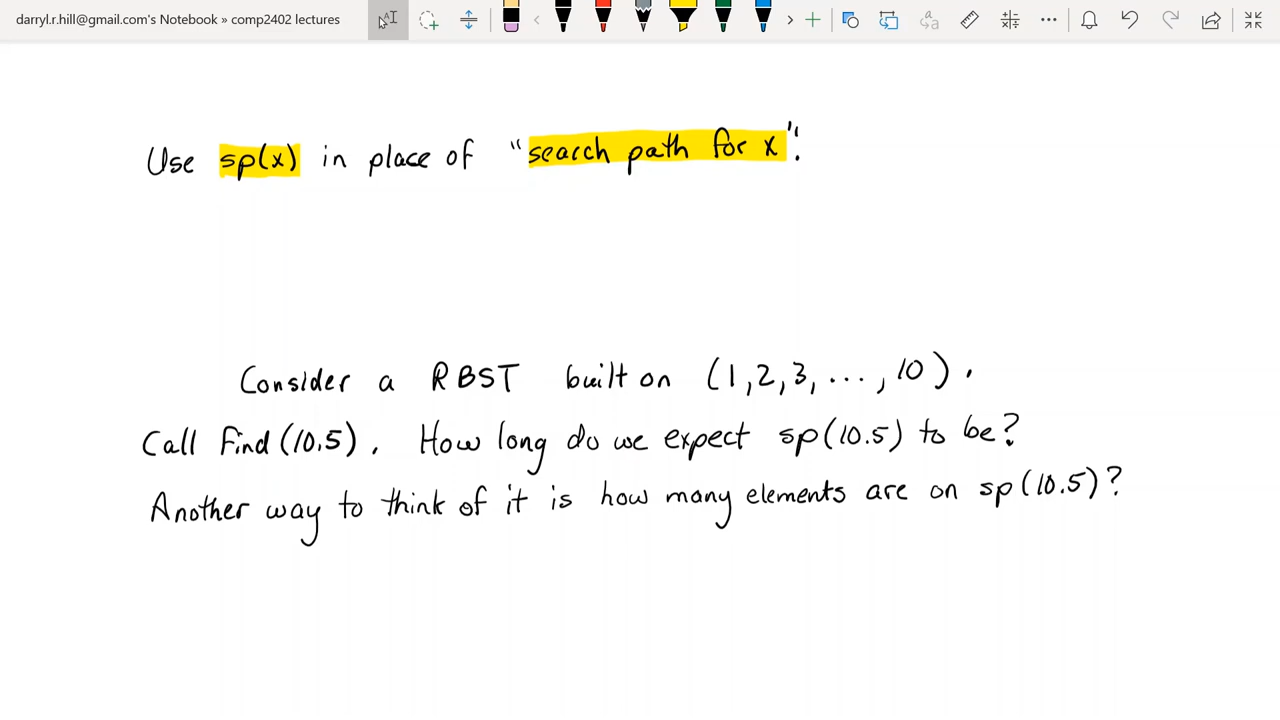 darryl.r.hill@gmail.com's Notebook » comp2402 lectures
Use sp(x) in place of "search path for x".
Consider a RBST built on (1,2,3,...,10).
Call Find(10.5). How long do we expect sp(10.5) to be?
Another way to think of it is how many elements are on sp(10.5)?